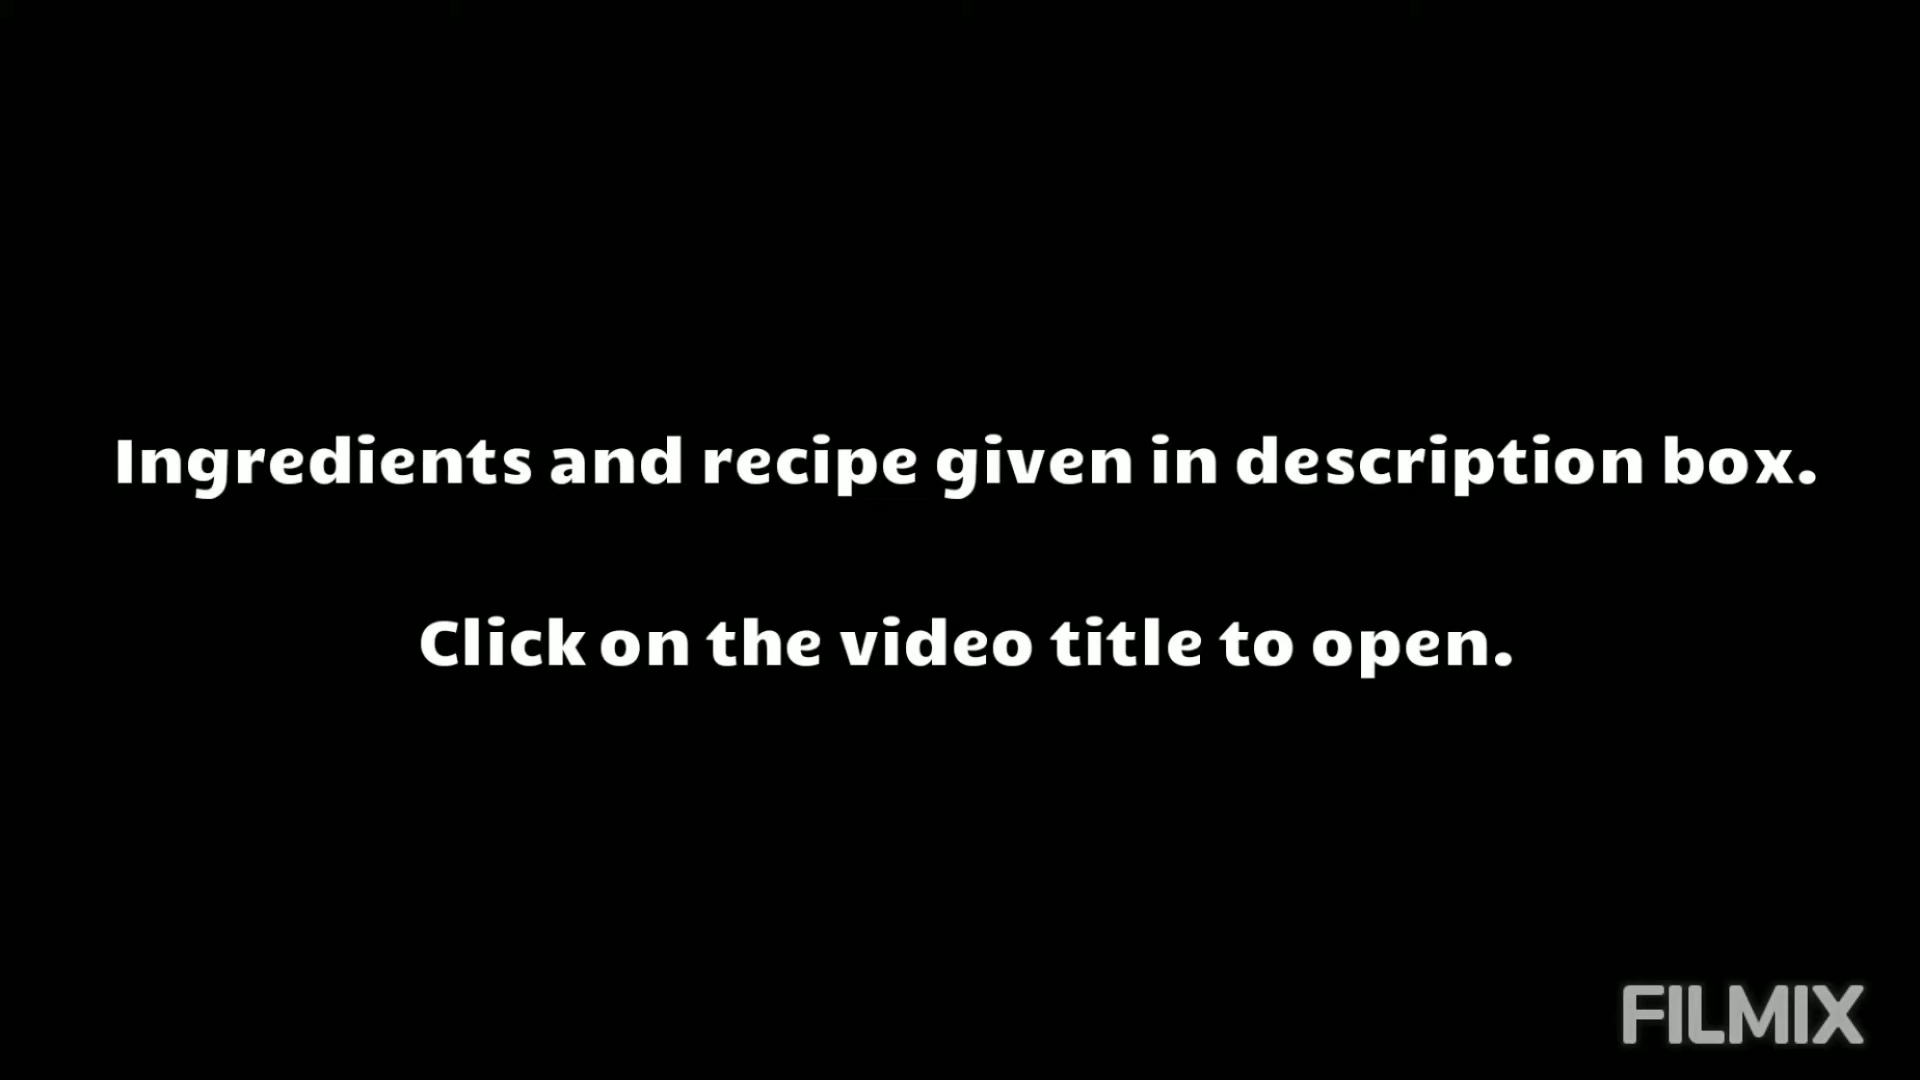 Ingredients and recipe given in description box.
Click on the video title to open.
FILMIX